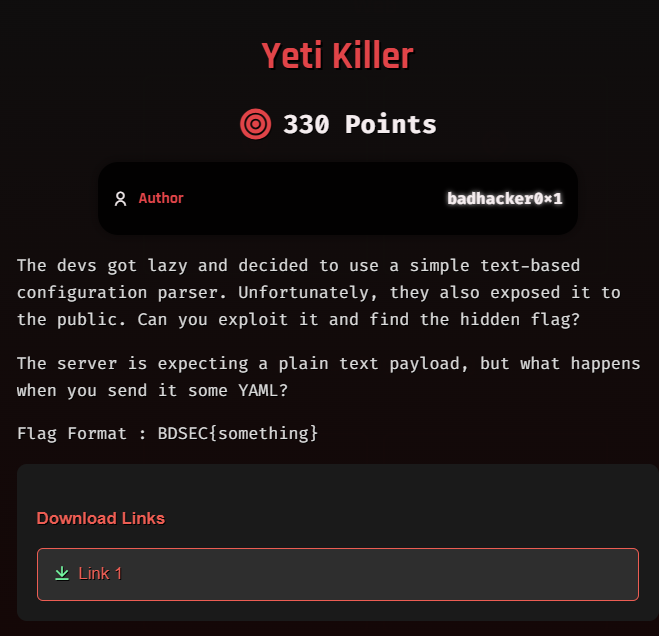 Yeti Killer
330 Points
Author
badhacker0x1
The devs got lazy and decided to use a simple text-based
configuration parser. Unfortunately, they also exposed it to
the public. Can you exploit it and find the hidden flag?
The server is expecting a plain text payload, but what happens
when you send it some YAML?
Flag Format : BDSEC{something}
Download Links
Link 1